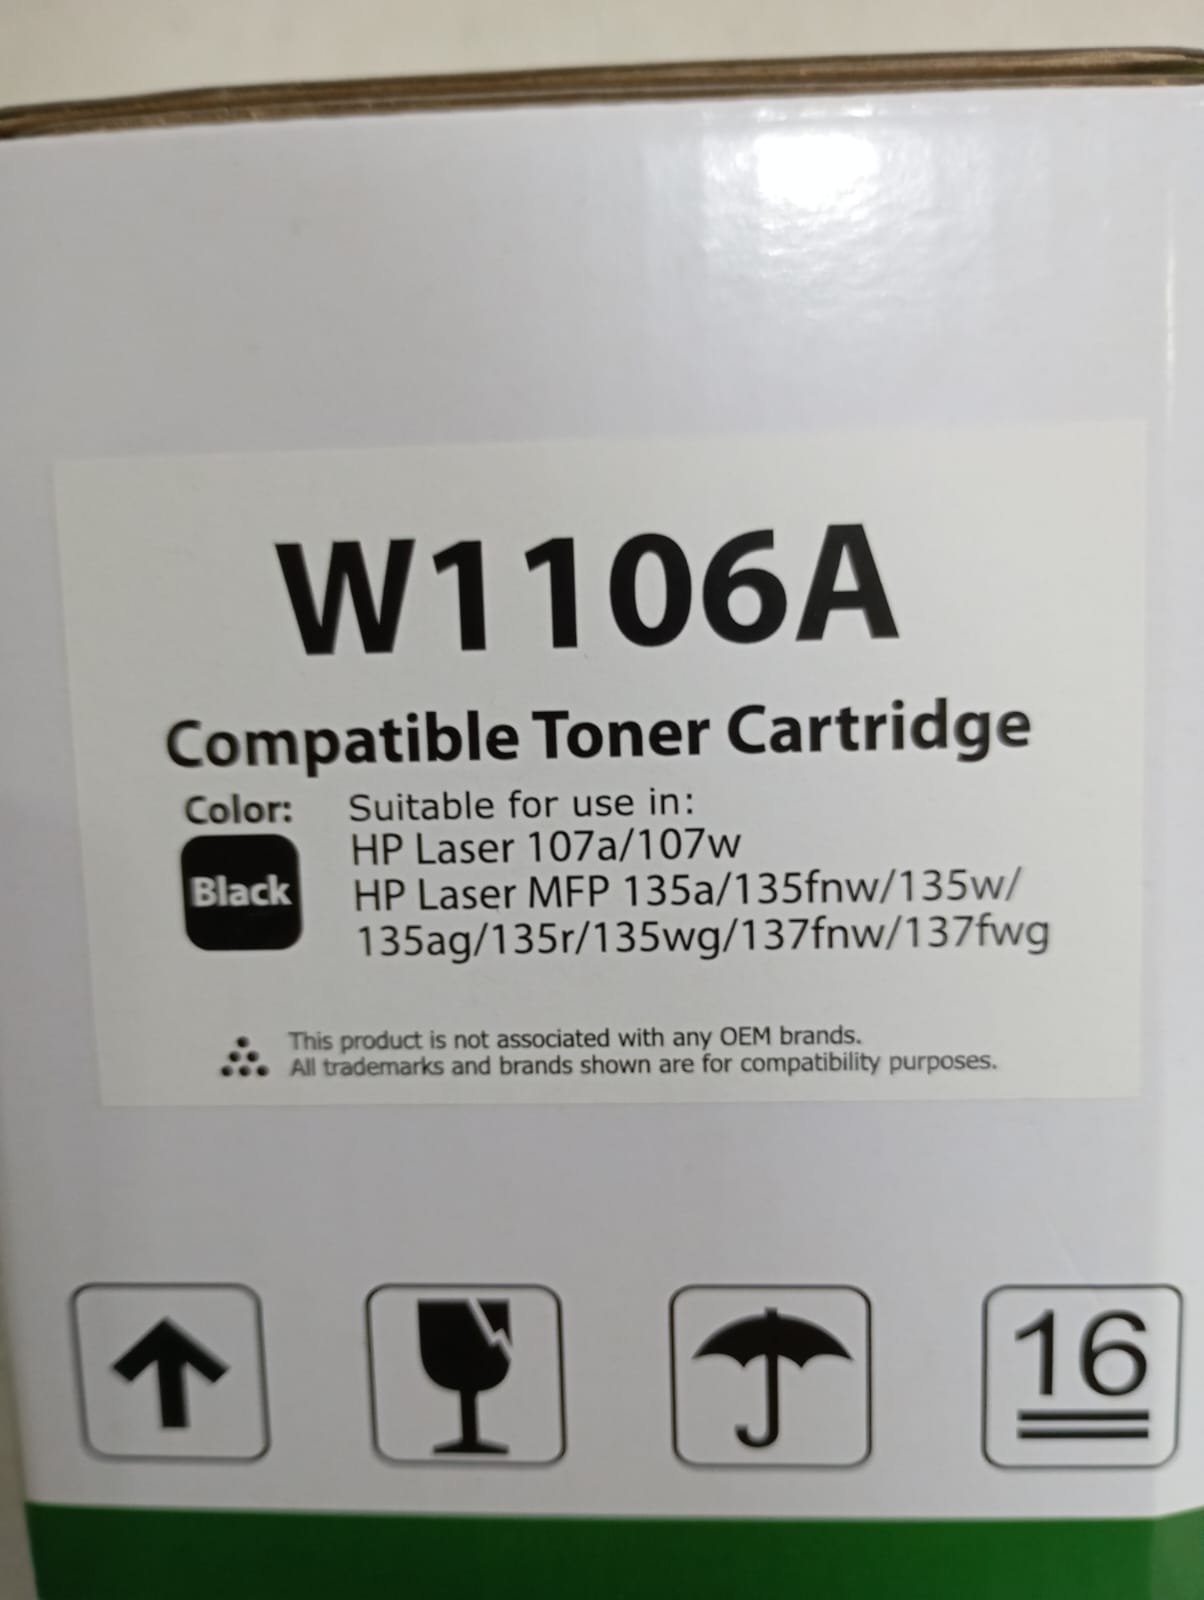 W1106A
Compatible Toner Cartridge
Color:
Black
Suitable for use in:
HP Laser 107a/107w
HP Laser MFP 135a/135fnw/135w/
135ag/135r/135wg/137fnw/137fwg
This product is not associated with any OEM brands.
All trademarks and brands shown are for compatibility purposes.
16